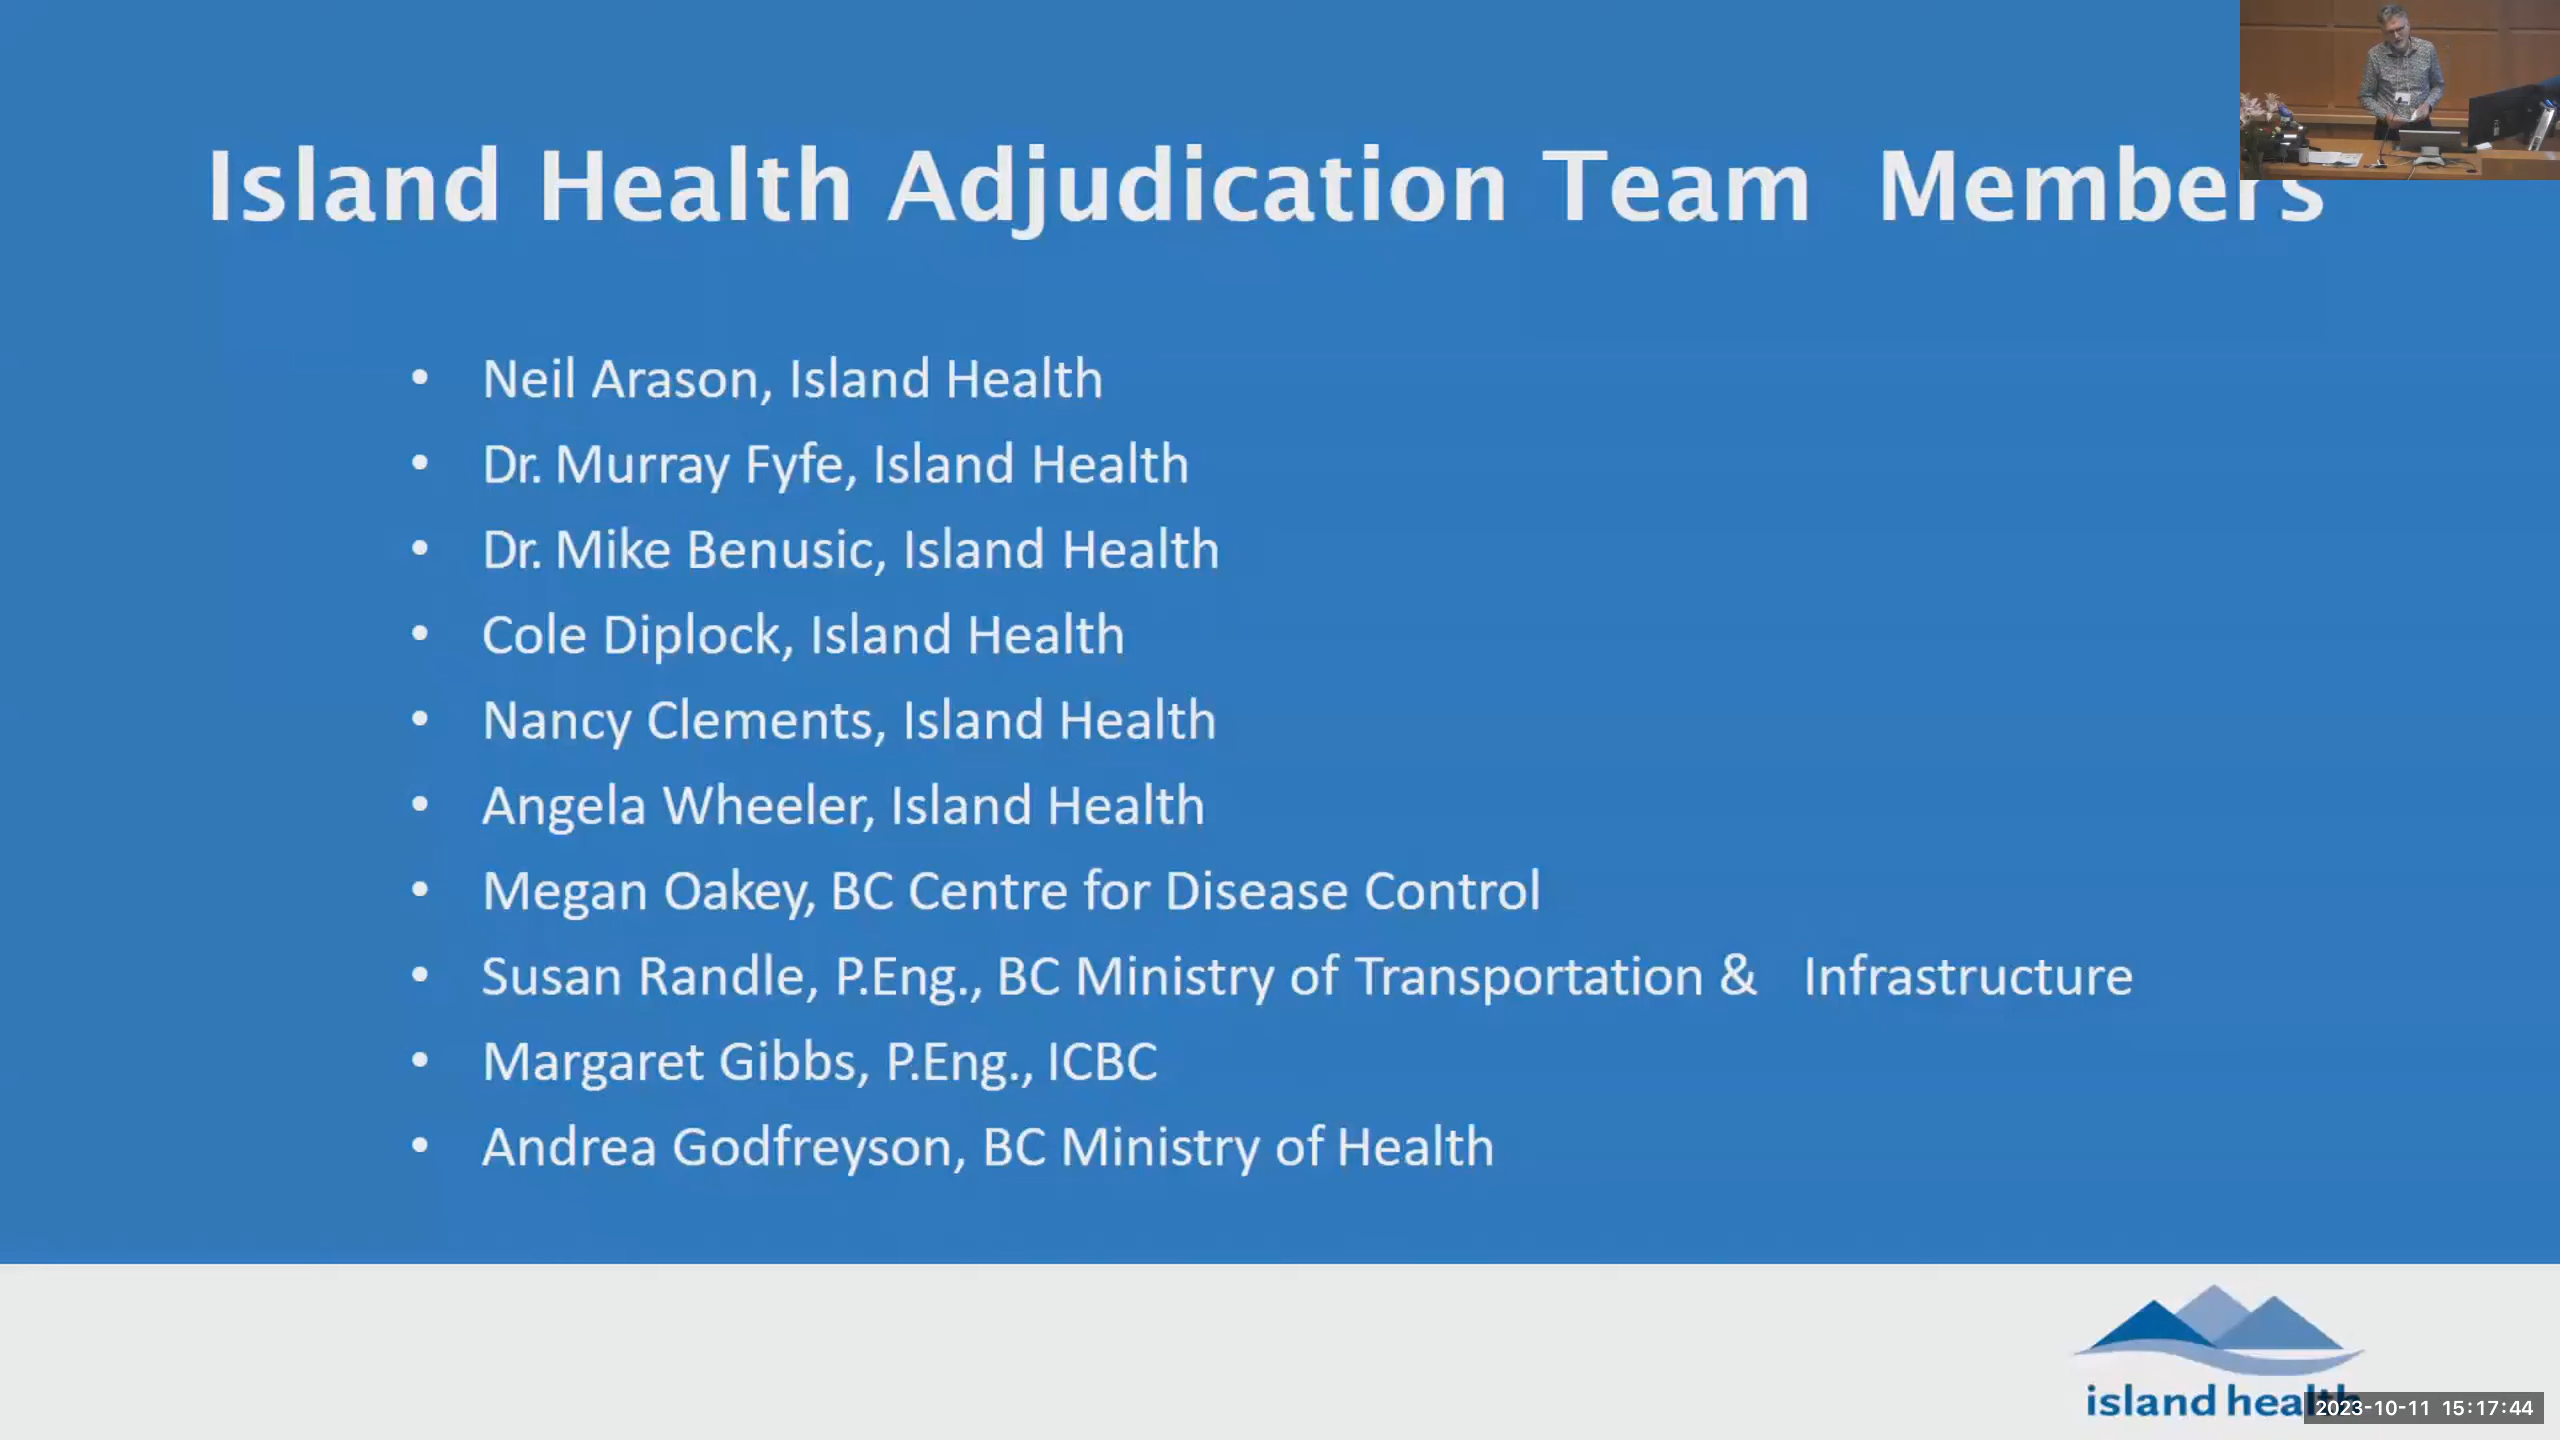 Island Health Adjudication Team  Members
• Neil Arason, Island Health
• Dr. Murray Fyfe, Island Health
• Dr. Mike Benusic, Island Health
• Cole Diplock, Island Health
• Nancy Clements, Island Health
• Angela Wheeler, Island Health
• Megan Oakey, BC Centre for Disease Control
• Susan Randle, P.Eng., BC Ministry of Transportation &   Infrastructure
• Margaret Gibbs, P.Eng., ICBC
• Andrea Godfreyson, BC Ministry of Health
island health
2023-10-11 15:17:44